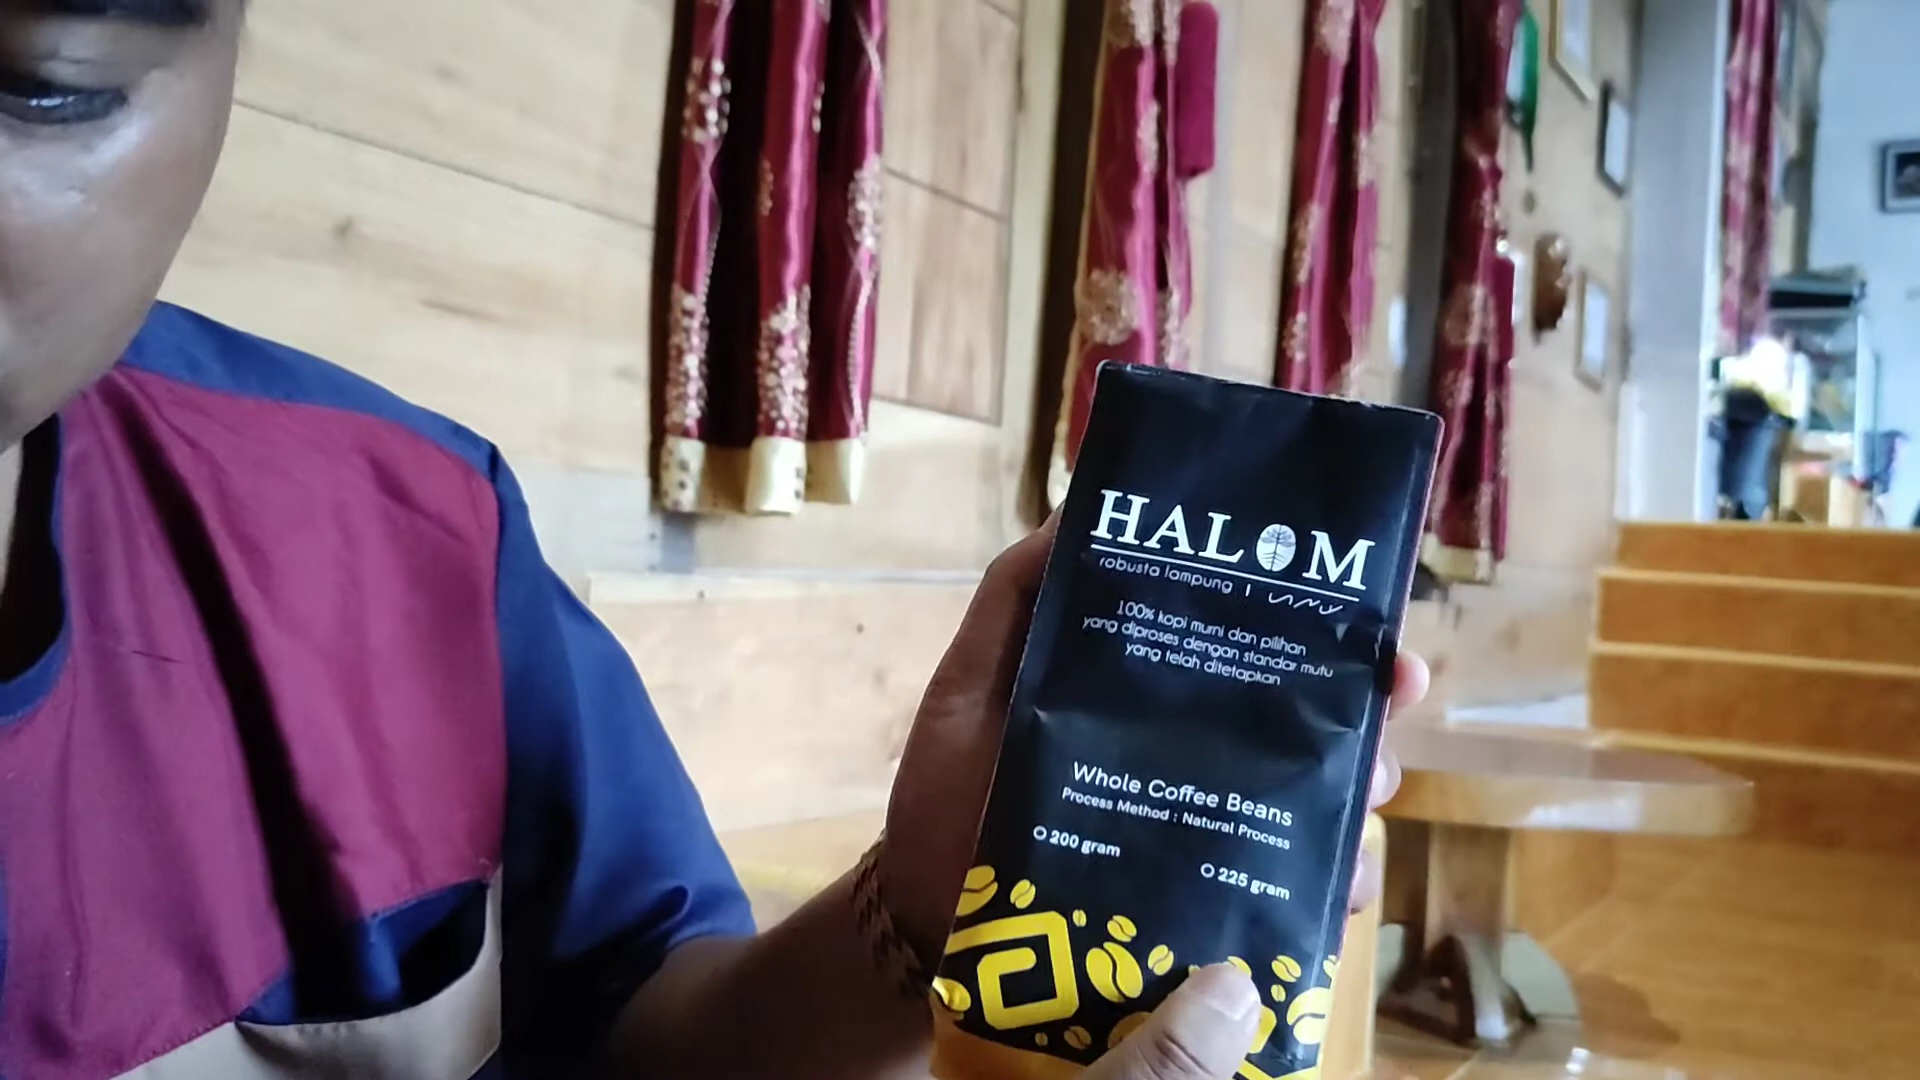 HALOM
robusta lampung |
100% kopi murni dan pilihan
yang diproses dengan standar mutu
yang telah ditetapkan
Whole Coffee Beans
Process Method : Natural Process
200 gram
225 gram